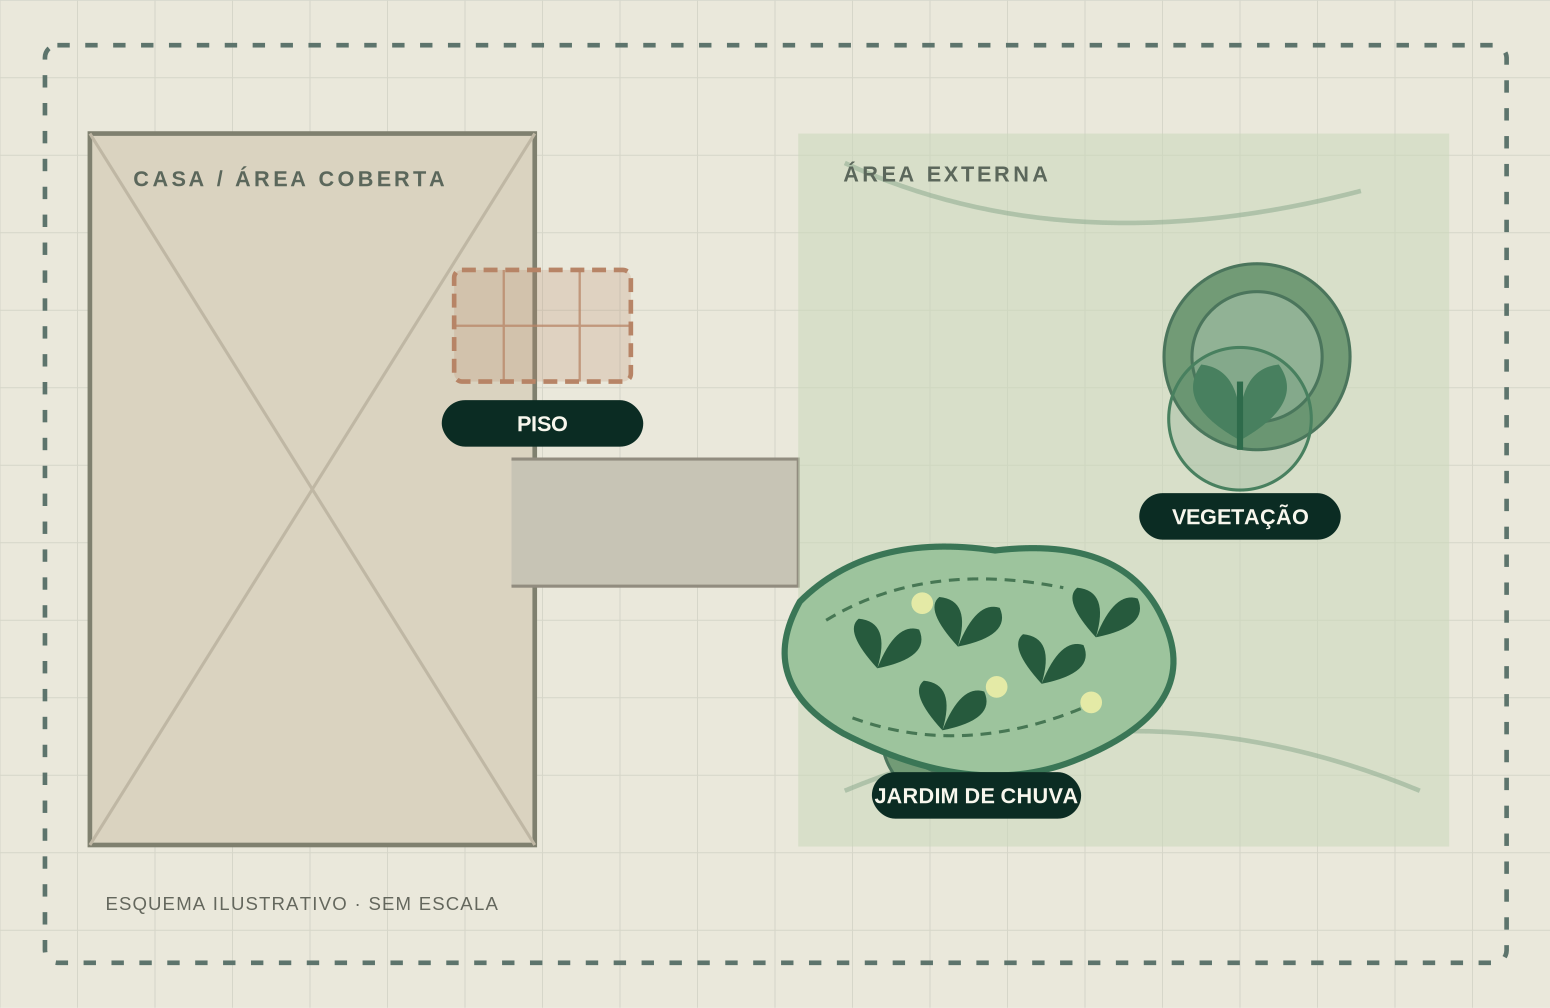 CASA / ÁREA COBERTA
ÁREA EXTERNA
PISO
VEGETAÇÃO
JARDIM DE CHUVA
ESQUEMA ILUSTRATIVO · SEM ESCALA